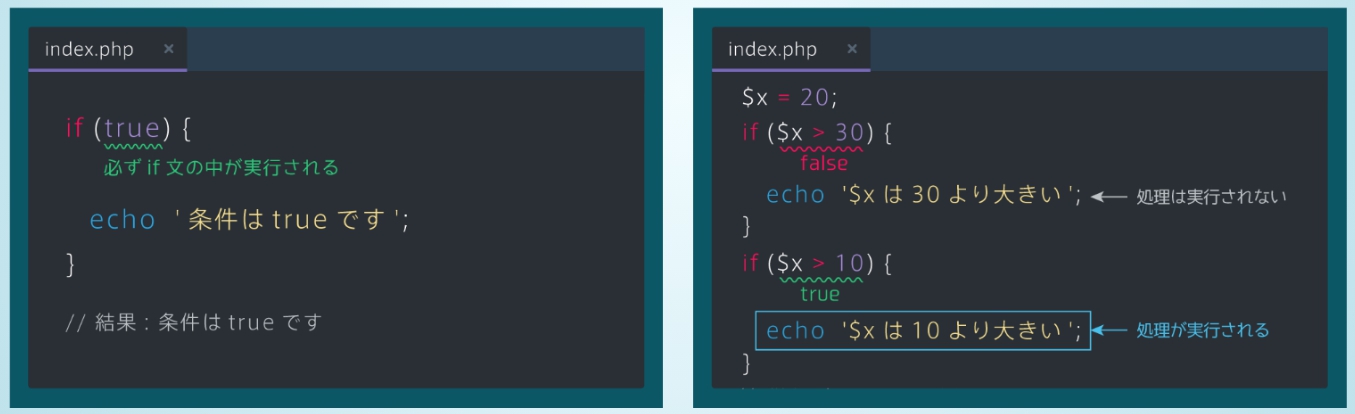 index.php ×
if (true) {
必ず if 文の中が実行される
echo ' 条件は true です ';
}
// 結果 : 条件は true です
index.php ×
$x = 20;
if ($x > 30) {
false
echo '$x は 30 より大きい '; ← 処理は実行されない
}
if ($x > 10) {
true
echo '$x は 10 より大きい '; ← 処理が実行される
}